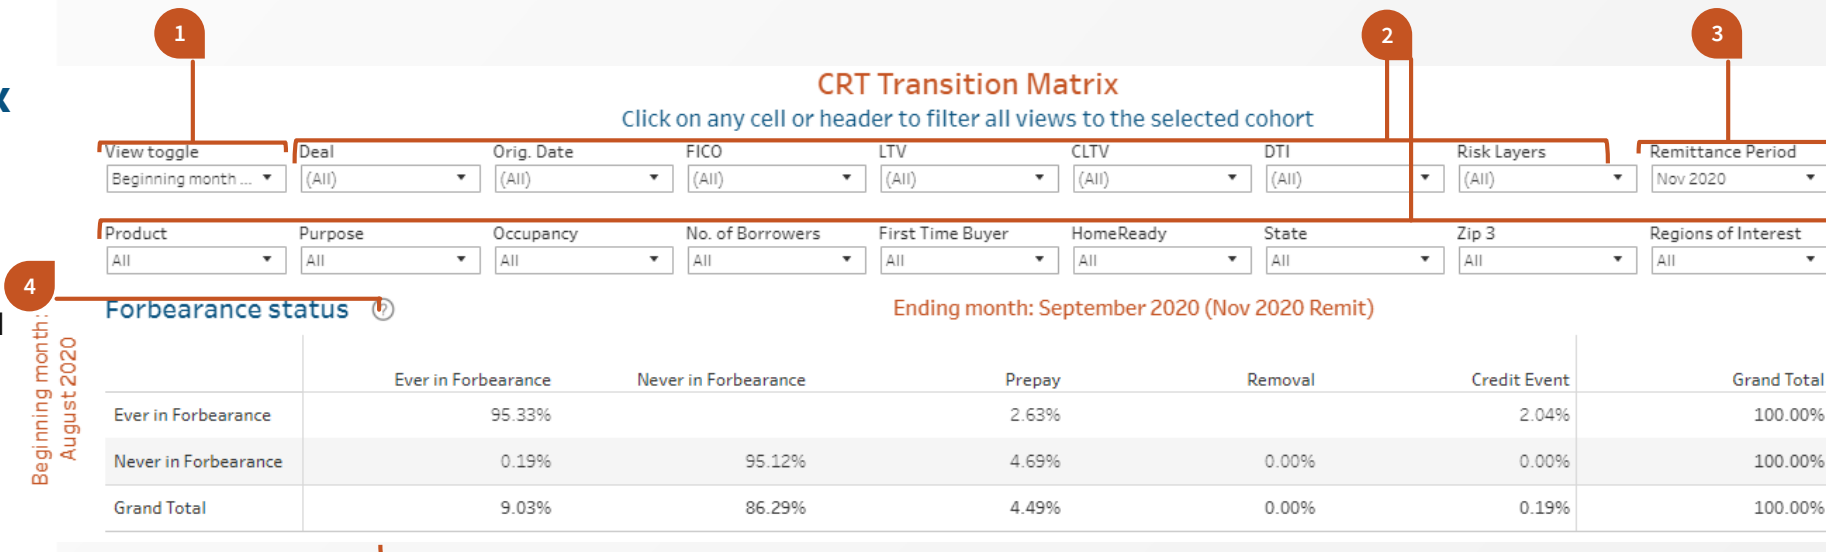 1
2
3
CRT Transition Matrix
x
Click on any cell or header to filter all views to the selected cohort
View toggle Deal Orig. Date FICO LTV CLTV DTI Risk Layers Remittance Period
Beginning month ... (All) (All) (All) (All) (All) (All) (All) Nov 2020
Product Purpose Occupancy No. of Borrowers First Time Buyer HomeReady State Zip 3 Regions of Interest
All All All All All All All All All
4
Forbearance status ? Ending month: September 2020 (Nov 2020 Remit)
Beginning month:
August 2020
Ever in Forbearance Never in Forbearance Prepay Removal Credit Event Grand Total
Ever in Forbearance 95.33% 2.63% 2.04% 100.00%
Never in Forbearance 0.19% 95.12% 4.69% 0.00% 0.00% 100.00%
Grand Total 9.03% 86.29% 4.49% 0.00% 0.19% 100.00%